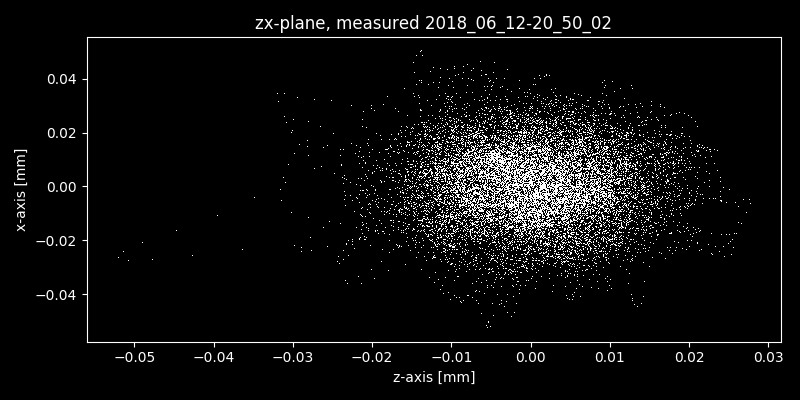 zx-plane, measured 2018_06_12-20_50_02
0.04
0.02
0.00
−0.02
−0.04
x-axis [mm]
−0.05 −0.04 −0.03 −0.02 −0.01 0.00 0.01 0.02 0.03
z-axis [mm]